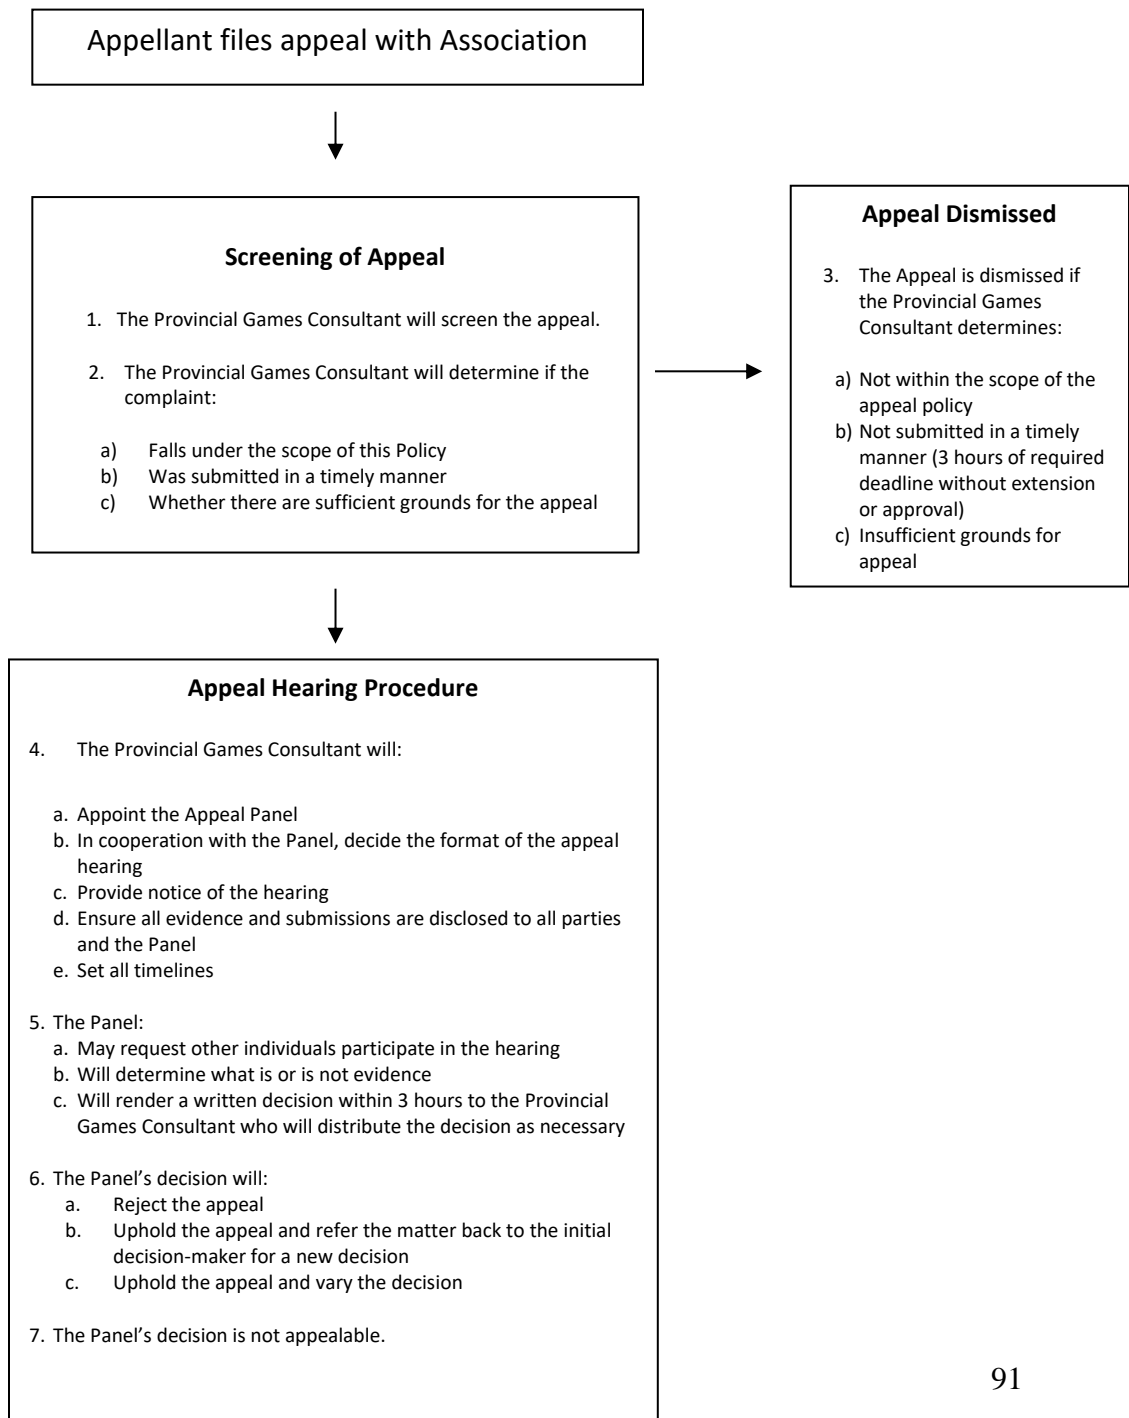 Appellant files appeal with Association
Screening of Appeal
1. The Provincial Games Consultant will screen the appeal.
2. The Provincial Games Consultant will determine if the
complaint:
a) Falls under the scope of this Policy
b) Was submitted in a timely manner
c) Whether there are sufficient grounds for the appeal
Appeal Dismissed
3. The Appeal is dismissed if
the Provincial Games
Consultant determines:
a) Not within the scope of the
appeal policy
b) Not submitted in a timely
manner (3 hours of required
deadline without extension
or approval)
c) Insufficient grounds for
appeal
Appeal Hearing Procedure
4. The Provincial Games Consultant will:
a. Appoint the Appeal Panel
b. In cooperation with the Panel, decide the format of the appeal
hearing
c. Provide notice of the hearing
d. Ensure all evidence and submissions are disclosed to all parties
and the Panel
e. Set all timelines
5. The Panel:
a. May request other individuals participate in the hearing
b. Will determine what is or is not evidence
c. Will render a written decision within 3 hours to the Provincial
Games Consultant who will distribute the decision as necessary
6. The Panel’s decision will:
a. Reject the appeal
b. Uphold the appeal and refer the matter back to the initial
decision-maker for a new decision
c. Uphold the appeal and vary the decision
7. The Panel’s decision is not appealable.
91